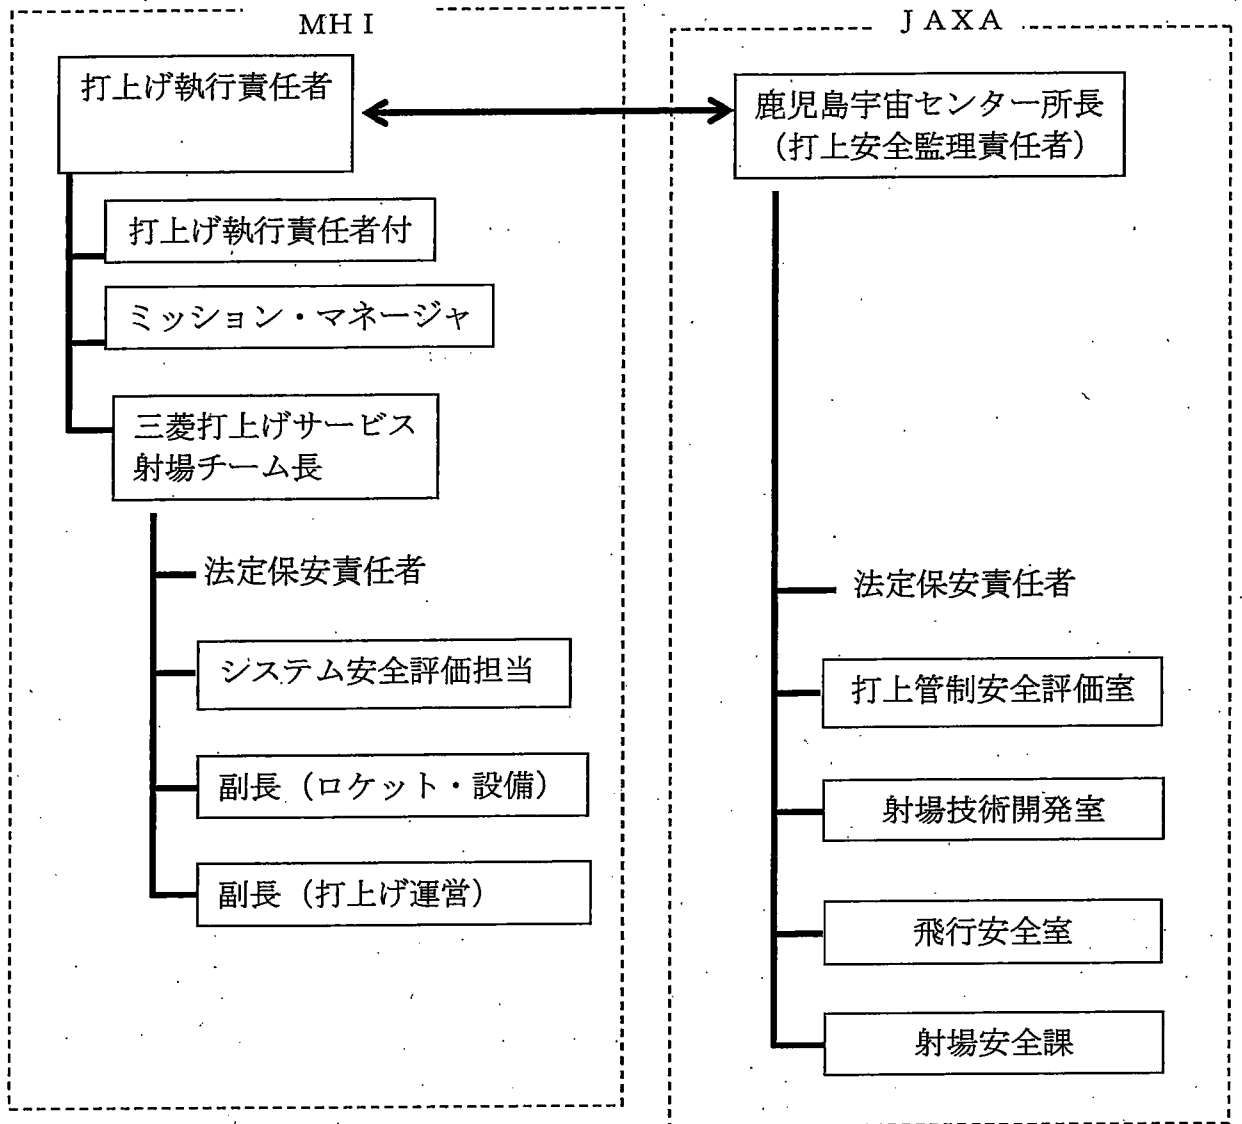 MHI
打上げ執行責任者
打上げ執行責任者付
ミッション・マネージャ
三菱打上げサービス
射場チーム長
法定保安責任者
システム安全評価担当
副長（ロケット・設備）
副長（打上げ運営）
JAXA
鹿児島宇宙センター所長
（打上安全監理責任者）
法定保安責任者
打上管制安全評価室
射場技術開発室
飛行安全室
射場安全課